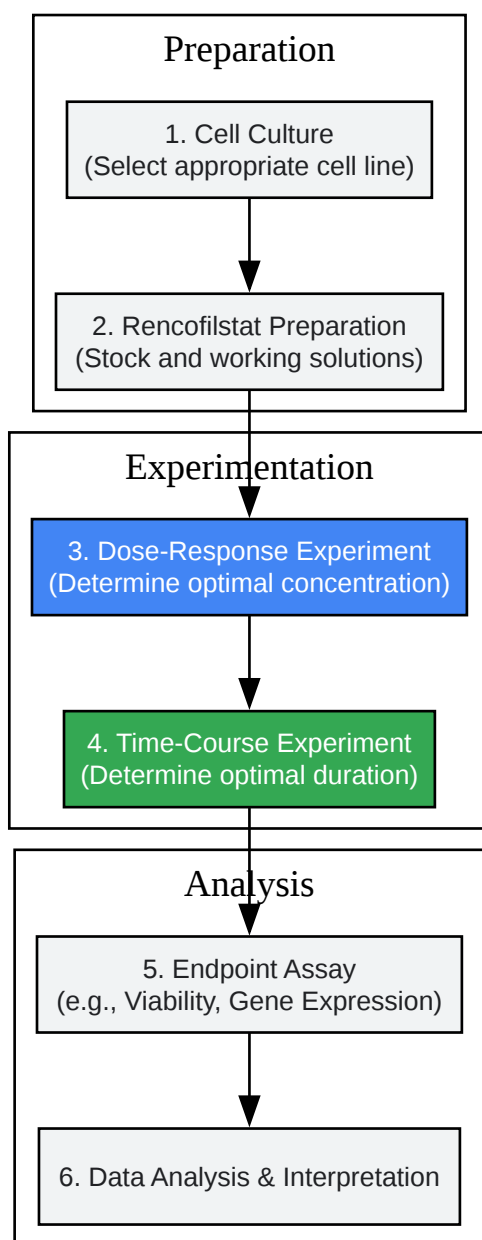 Preparation
1. Cell Culture
(Select appropriate cell line)
2. Rencofilstat Preparation
(Stock and working solutions)
Experimentation
3. Dose-Response Experiment
(Determine optimal concentration)
4. Time-Course Experiment
(Determine optimal duration)
Analysis
5. Endpoint Assay
(e.g., Viability, Gene Expression)
6. Data Analysis & Interpretation